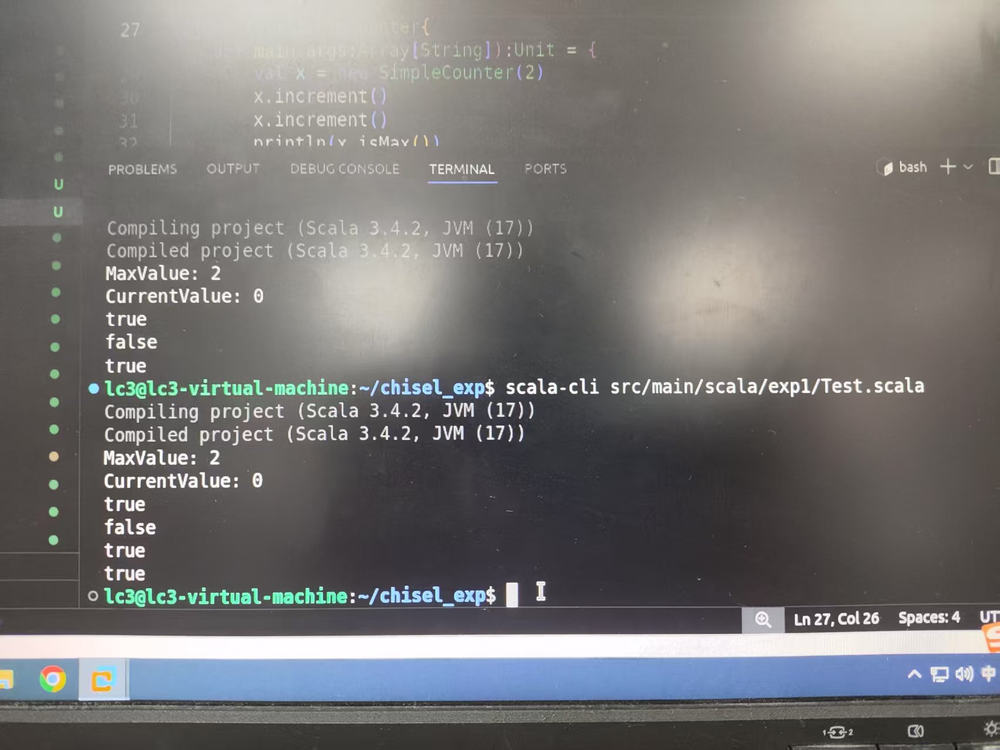 27 ter{
main(args:Array[String]):Unit = {
val x = new SimpleCounter(2)
30 x.increment()
31 x.increment()
32 println(x.isMax())
PROBLEMS OUTPUT DEBUG CONSOLE TERMINAL PORTS bash
U
U
Compiling project (Scala 3.4.2, JVM (17))
Compiled project (Scala 3.4.2, JVM (17))
MaxValue: 2
CurrentValue: 0
true
false
true
lc3@lc3-virtual-machine:~/chisel_exp$ scala-cli src/main/scala/exp1/Test.scala
Compiling project (Scala 3.4.2, JVM (17))
Compiled project (Scala 3.4.2, JVM (17))
MaxValue: 2
CurrentValue: 0
true
false
true
true
lc3@lc3-virtual-machine:~/chisel_exp$
Ln 27, Col 26 Spaces: 4 UT
中
1 2